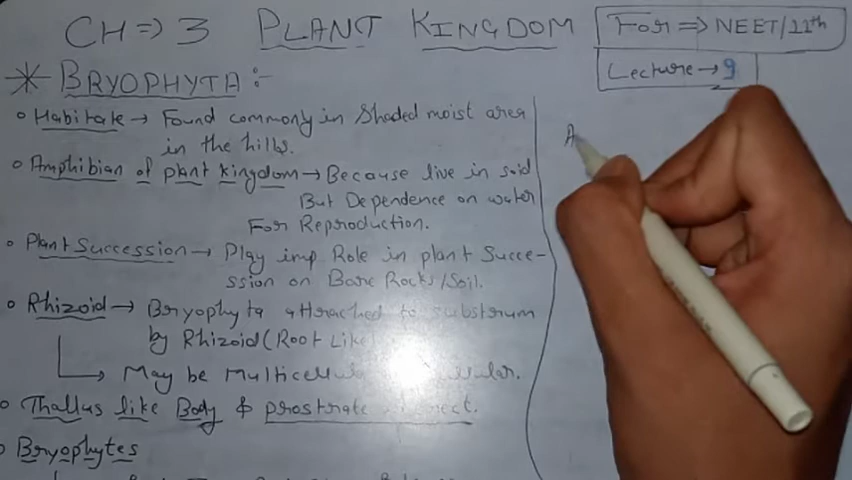 CH => 3 PLANT KINGDOM
For => NEET/11th
Lecture → 9
* BRYOPHYTA :-
Habitate → Found commonly in shaded moist area
in the hills.
Amphibian of plant kingdom → Because live in soid
But Dependence on water
For Reproduction.
Plant Succession → Play imp Role in plant Succe-
ssion on Bare Rocks/Soil.
Rhizoid → Bryophyta attached to substrum
by Rhizoid (Root Like
May be Multicellu
Thallus like Body & prostrate
Bryophytes
A